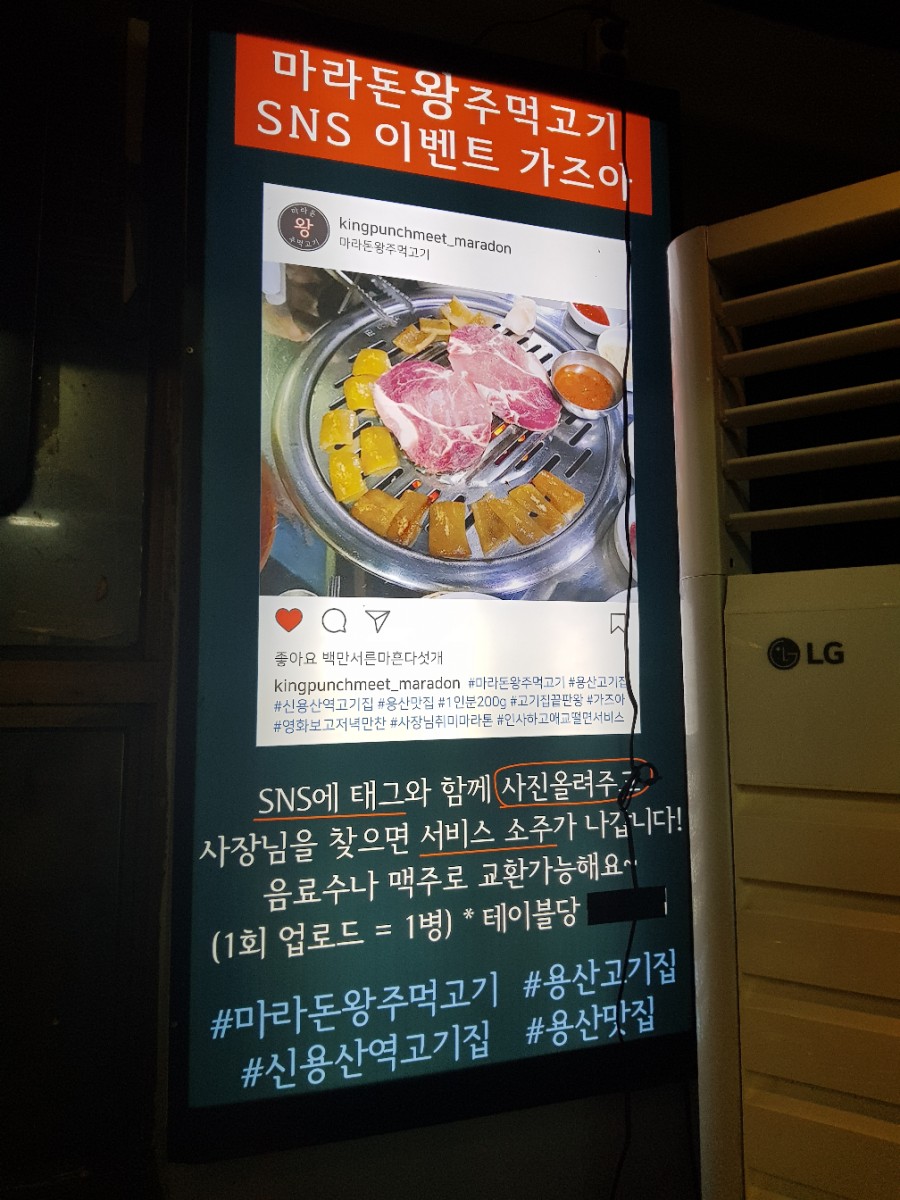 마라돈왕주먹고기
SNS 이벤트 가즈아
마라돈
왕
주먹고기
kingpunchmeet_maradon
마라돈왕주먹고기
좋아요 백만서른마흔다섯개
kingpunchmeet_maradon #마라돈왕주먹고기 #용산고기집
#신용산역고기집 #용산맛집 #1인분200g #고기집끝판왕 #가즈아
#영화보고저녁만찬 #사장님취미마라톤 #인사하고애교떨면서비스
SNS에 태그와 함께 사진올려주고
사장님을 찾으면 서비스 소주가 나갑니다!
음료수나 맥주로 교환가능해요~
(1회 업로드 = 1병) * 테이블당
#마라돈왕주먹고기 #용산고기집
#신용산역고기집 #용산맛집
LG